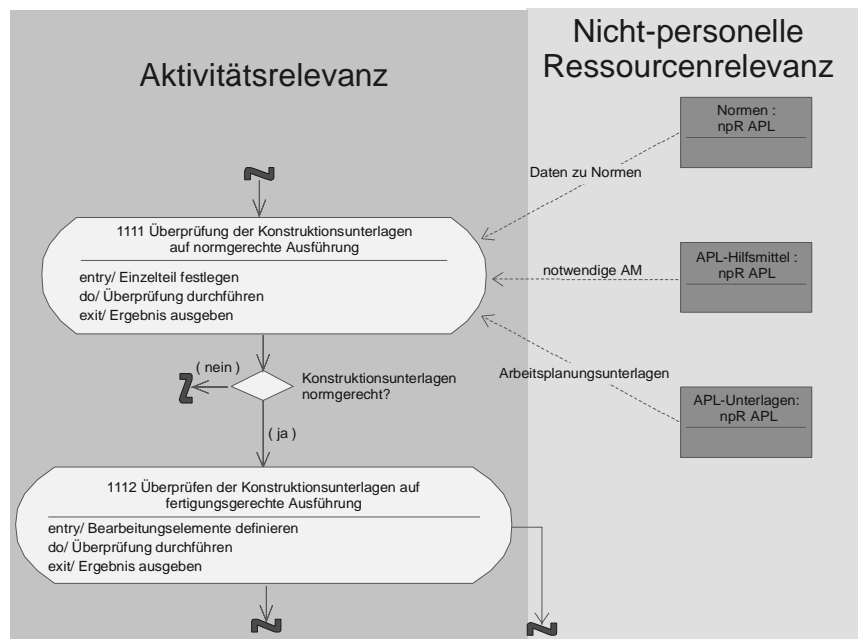 Aktivitätsrelevanz
Nicht-personelle
Ressourcenrelevanz
Normen :
npR APL
Daten zu Normen
1111 Überprüfung der Konstruktionsunterlagen
auf normgerechte Ausführung
entry/ Einzelteil festlegen
do/ Überprüfung durchführen
exit/ Ergebnis ausgeben
APL-Hilfsmittel :
npR APL
notwendige AM
( nein )
Konstruktionsunterlagen
normgerecht?
Arbeitsplanungsunterlagen
APL-Unterlagen:
npR APL
( ja )
1112 Überprüfen der Konstruktionsunterlagen auf
fertigungsgerechte Ausführung
entry/ Bearbeitungselemente definieren
do/ Überprüfung durchführen
exit/ Ergebnis ausgeben